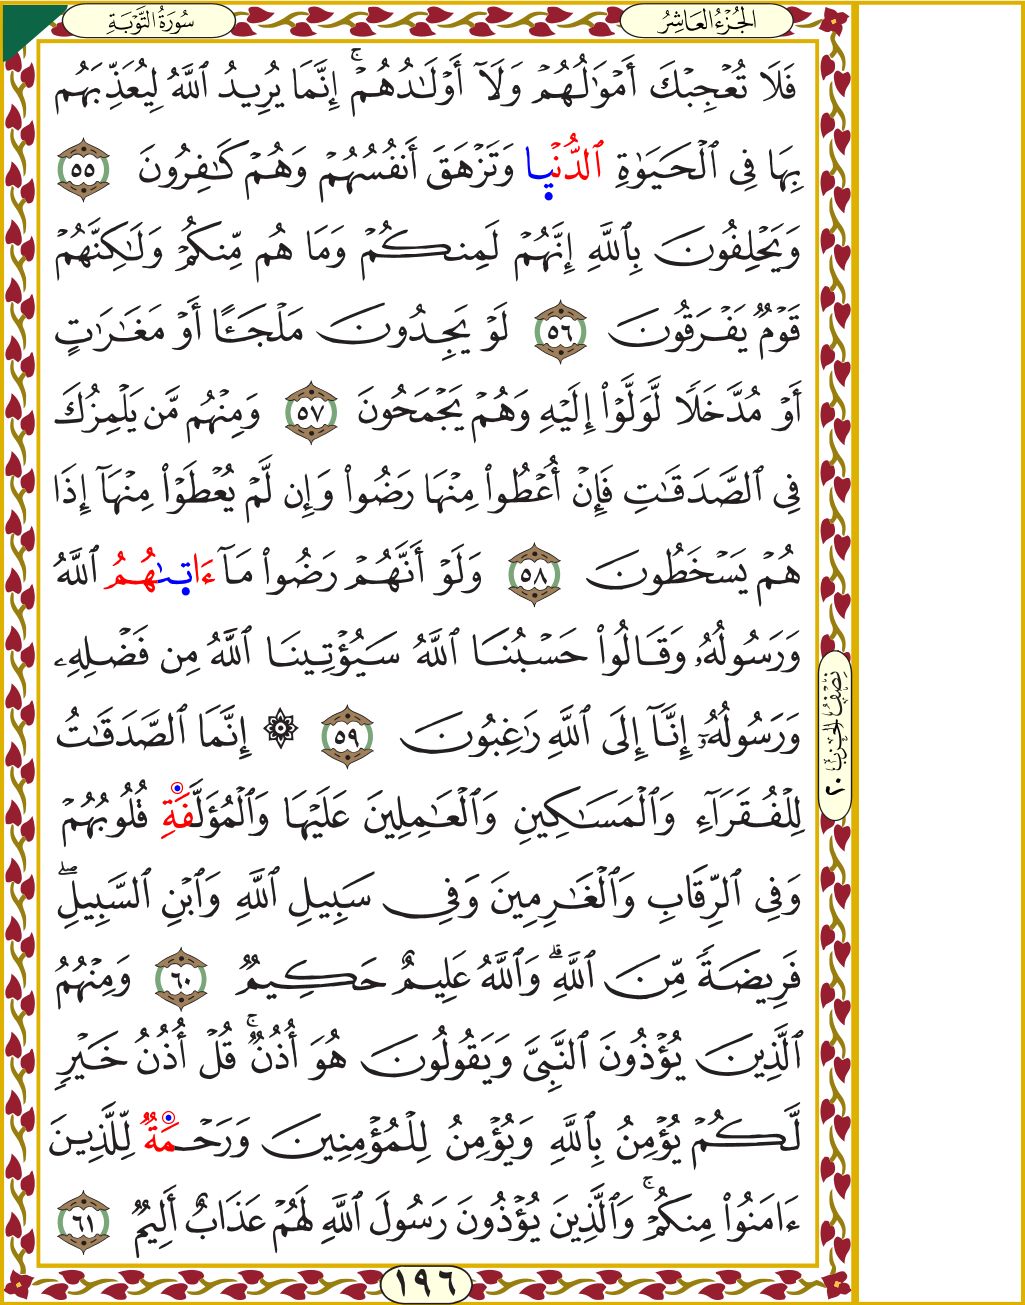 سُورَةُ التَّوْبَةِ
الجُزْءُ العَاشِرُ
فَلَا تُعْجِبْكَ أَمْوَٰلُهُمْ وَلَآ أَوْلَٰدُهُمْ ۚ إِنَّمَا يُرِيدُ ٱللَّهُ لِيُعَذِّبَهُم
بِهَا فِى ٱلْحَيَوٰةِ ٱلدُّنْيَا وَتَزْهَقَ أَنفُسُهُمْ وَهُمْ كَٰفِرُونَ ٥٥
وَيَحْلِفُونَ بِٱللَّهِ إِنَّهُمْ لَمِنكُمْ وَمَا هُم مِّنكُمْ وَلَٰكِنَّهُمْ
قَوْمٌ يَفْرَقُونَ ٥٦ لَوْ يَجِدُونَ مَلْجَـًٔا أَوْ مَغَٰرَٰتٍ
أَوْ مُدَّخَلًا لَّوَلَّوْا۟ إِلَيْهِ وَهُمْ يَجْمَحُونَ ٥٧ وَمِنْهُم مَّن يَلْمِزُكَ
فِى ٱلصَّدَقَٰتِ فَإِنْ أُعْطُوا۟ مِنْهَا رَضُوا۟ وَإِن لَّمْ يُعْطَوْا۟ مِنْهَآ إِذَا
هُمْ يَسْخَطُونَ ٥٨ وَلَوْ أَنَّهُمْ رَضُوا۟ مَآ ءَاتَىٰهُمُ ٱللَّهُ
وَرَسُولُهُۥ وَقَالُوا۟ حَسْبُنَا ٱللَّهُ سَيُؤْتِينَا ٱللَّهُ مِن فَضْلِهِۦ
وَرَسُولُهُۥٓ إِنَّآ إِلَى ٱللَّهِ رَٰغِبُونَ ٥٩ ۞ إِنَّمَا ٱلصَّدَقَٰتُ
لِلْفُقَرَآءِ وَٱلْمَسَٰكِينِ وَٱلْعَٰمِلِينَ عَلَيْهَا وَٱلْمُؤَلَّفَةِ قُلُوبُهُمْ
وَفِى ٱلرِّقَابِ وَٱلْغَٰرِمِينَ وَفِى سَبِيلِ ٱللَّهِ وَٱبْنِ ٱلسَّبِيلِ ۖ
فَرِيضَةً مِّنَ ٱللَّهِ ۗ وَٱللَّهُ عَلِيمٌ حَكِيمٌ ٦٠ وَمِنْهُمُ
ٱلَّذِينَ يُؤْذُونَ ٱلنَّبِىَّ وَيَقُولُونَ هُوَ أُذُنٌ ۚ قُلْ أُذُنُ خَيْرٍ
لَّكُمْ يُؤْمِنُ بِٱللَّهِ وَيُؤْمِنُ لِلْمُؤْمِنِينَ وَرَحْمَةٌ لِّلَّذِينَ
ءَامَنُوا۟ مِنكُمْ ۚ وَٱلَّذِينَ يُؤْذُونَ رَسُولَ ٱللَّهِ لَهُمْ عَذَابٌ أَلِيمٌ ٦١
نِصْفُ الحِزْبِ ٢٠
١٩٦